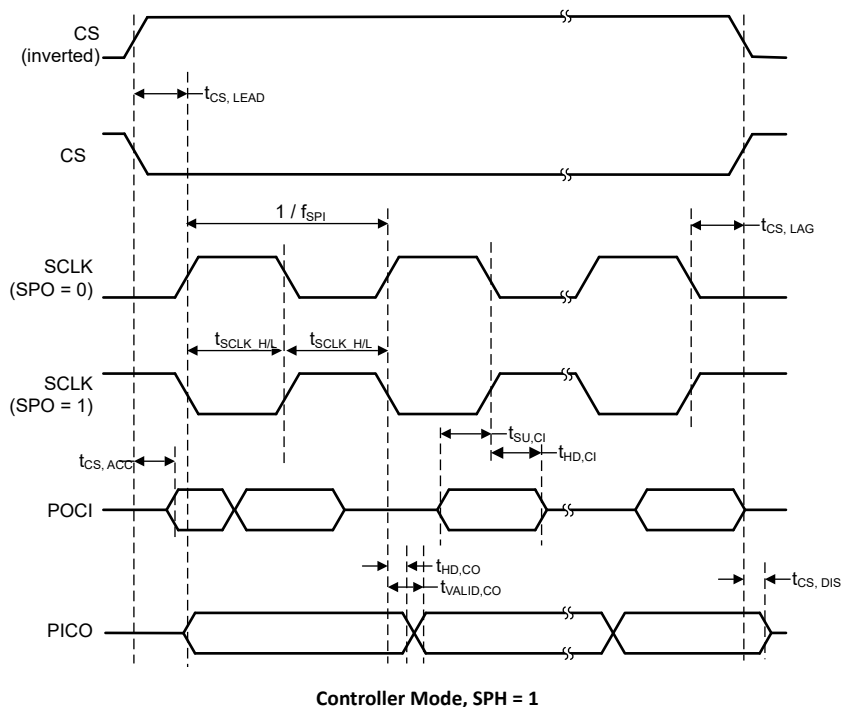 CS
(inverted)
tCS, LEAD
CS
1 / fSPI
tCS, LAG
SCLK
(SPO = 0)
tSCLK_H/L
tSCLK_H/L
SCLK
(SPO = 1)
tSU,CI
tHD,CI
tCS, ACC
POCI
tHD,CO
tVALID,CO
tCS, DIS
PICO
Controller Mode, SPH = 1